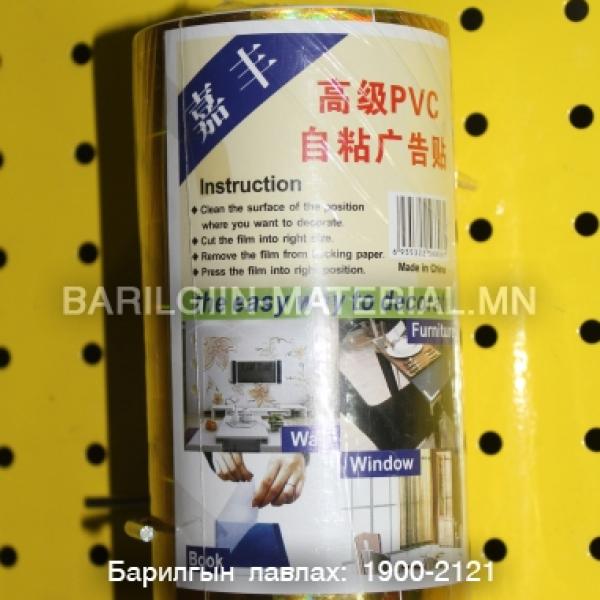 嘉丰
高级PVC
自粘广告贴
Instruction
Clean the surface of the position
where you want to decorate.
Cut the film into right size.
Remove the film from backing paper.
Press the film into right position.
Made in China
BARILGIIN-MATERIAL.MN
The easy way to decorat
Furniture
Wall
Window
Book
Барилгын лавлах: 1900-2121